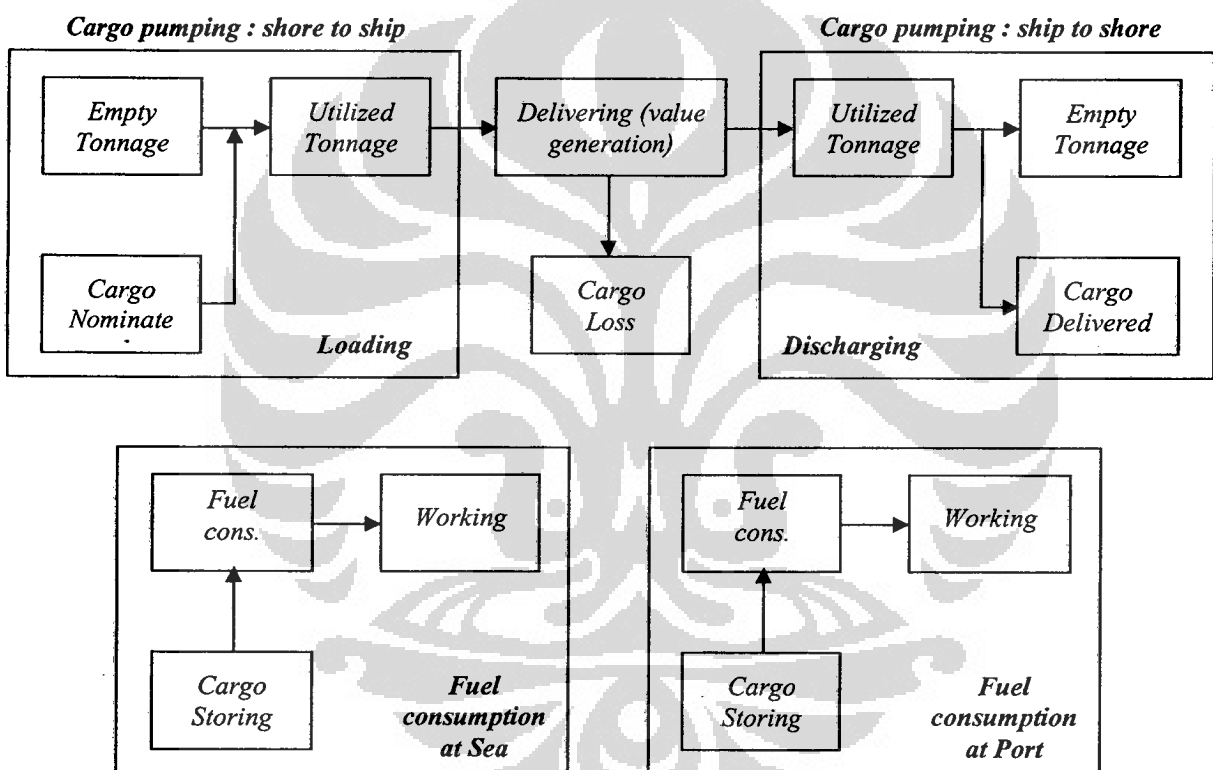 Cargo pumping : shore to ship
Cargo pumping : ship to shore
Empty
Tonnage
Utilized
Tonnage
Delivering (value
generation)
Utilized
Tonnage
Empty
Tonnage
Cargo
Nominate
Loading
Cargo
Loss
Discharging
Cargo
Delivered
Fuel
cons.
Working
Cargo
Storing
Fuel
consumption
at Sea
Fuel
cons.
Working
Cargo
Storing
Fuel
consumption
at Port